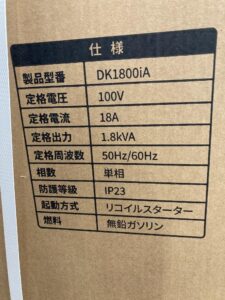 仕様
製品型番 DK1800iA
定格電圧 100V
定格電流 18A
定格出力 1.8kVA
定格周波数 50Hz/60Hz
相数 単相
防護等級 IP23
起動方式 リコイルスターター
燃料 無鉛ガソリン